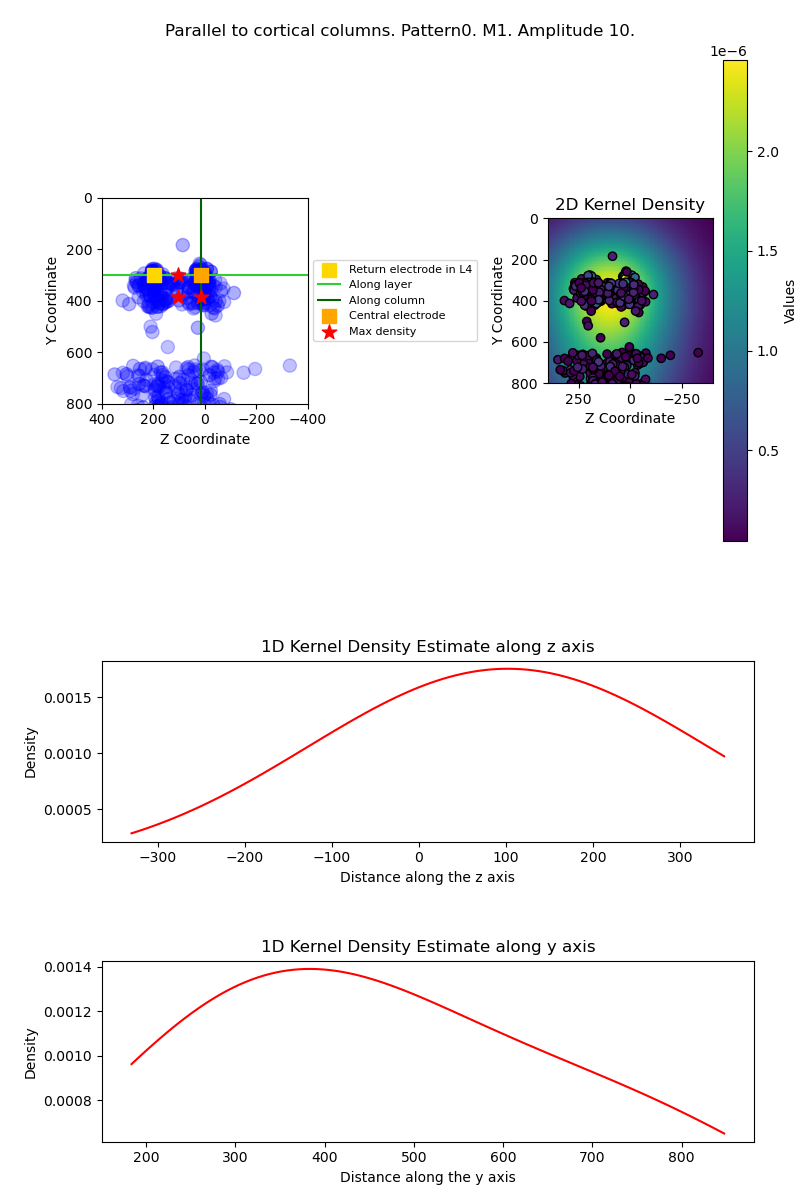 Parallel to cortical columns. Pattern0. M1. Amplitude 10.
1e−6
0
200
400
600
800
Y Coordinate
400
200
0
−200
−400
Z Coordinate
Return electrode in L4
Along layer
Along column
Central electrode
Max density
2D Kernel Density
0
200
400
600
800
Y Coordinate
250
0
−250
Z Coordinate
2.0
1.5
1.0
0.5
Values
1D Kernel Density Estimate along z axis
0.0015
0.0010
0.0005
Density
−300
−200
−100
0
100
200
300
Distance along the z axis
1D Kernel Density Estimate along y axis
0.0014
0.0012
0.0010
0.0008
Density
200
300
400
500
600
700
800
Distance along the y axis